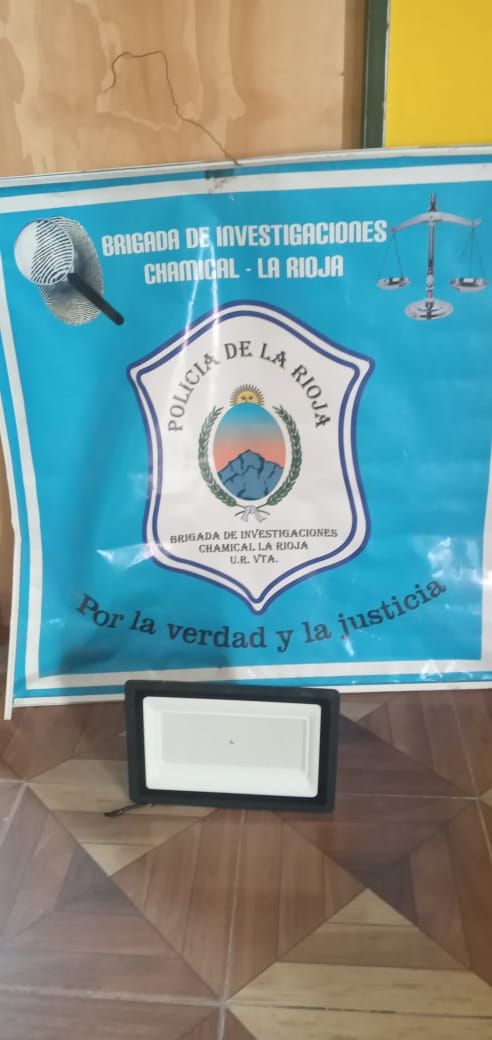 BRIGADA DE INVESTIGACIONES
CHAMICAL - LA RIOJA
POLICIA DE LA RIOJA
BRIGADA DE INVESTIGACIONES
CHAMICAL LA RIOJA
U.R. VTA.
Por la verdad y la justicia